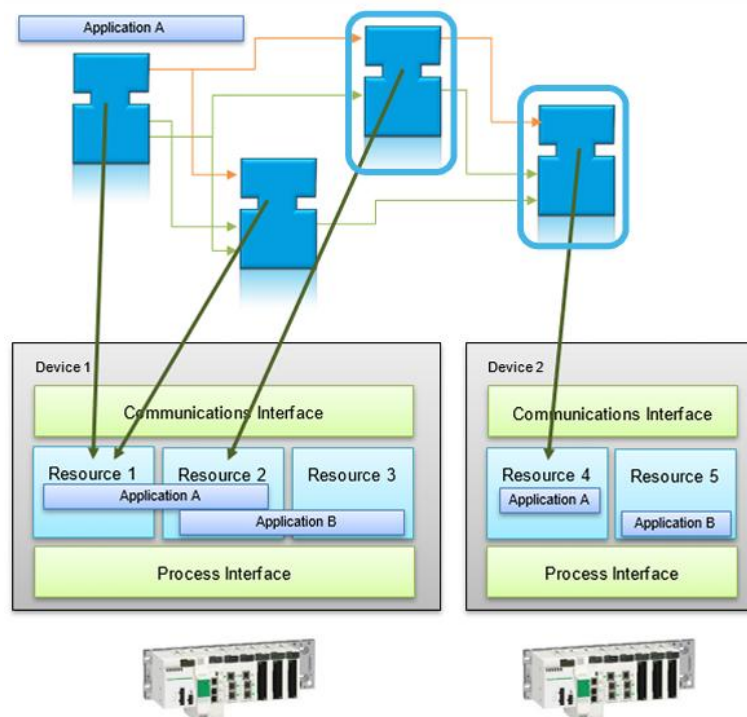 Application A
Device 1
Communications Interface
Resource 1
Resource 2
Resource 3
Application A
Application B
Process Interface
Device 2
Communications Interface
Resource 4
Resource 5
Application A
Application B
Process Interface